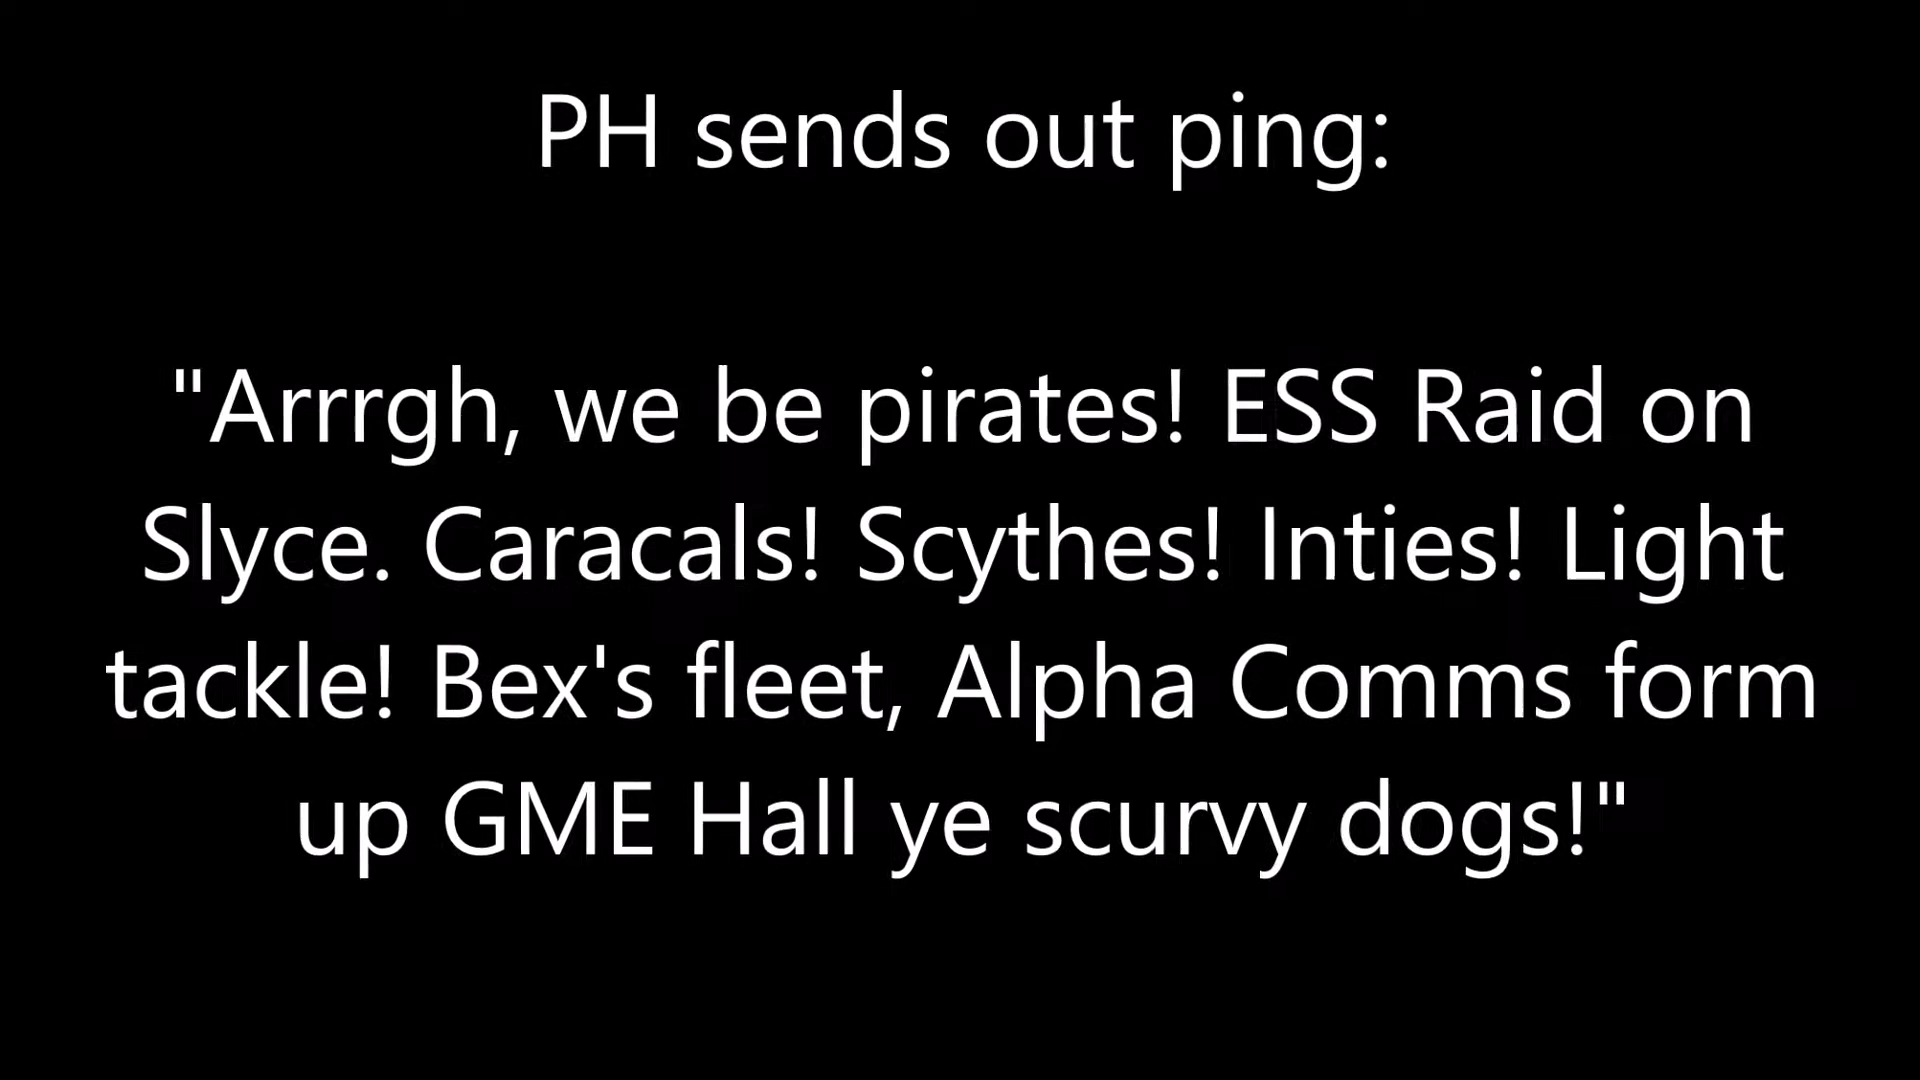 PH sends out ping:
"Arrrgh, we be pirates! ESS Raid on
Slyce. Caracals! Scythes! Inties! Light
tackle! Bex's fleet, Alpha Comms form
up GME Hall ye scurvy dogs!"